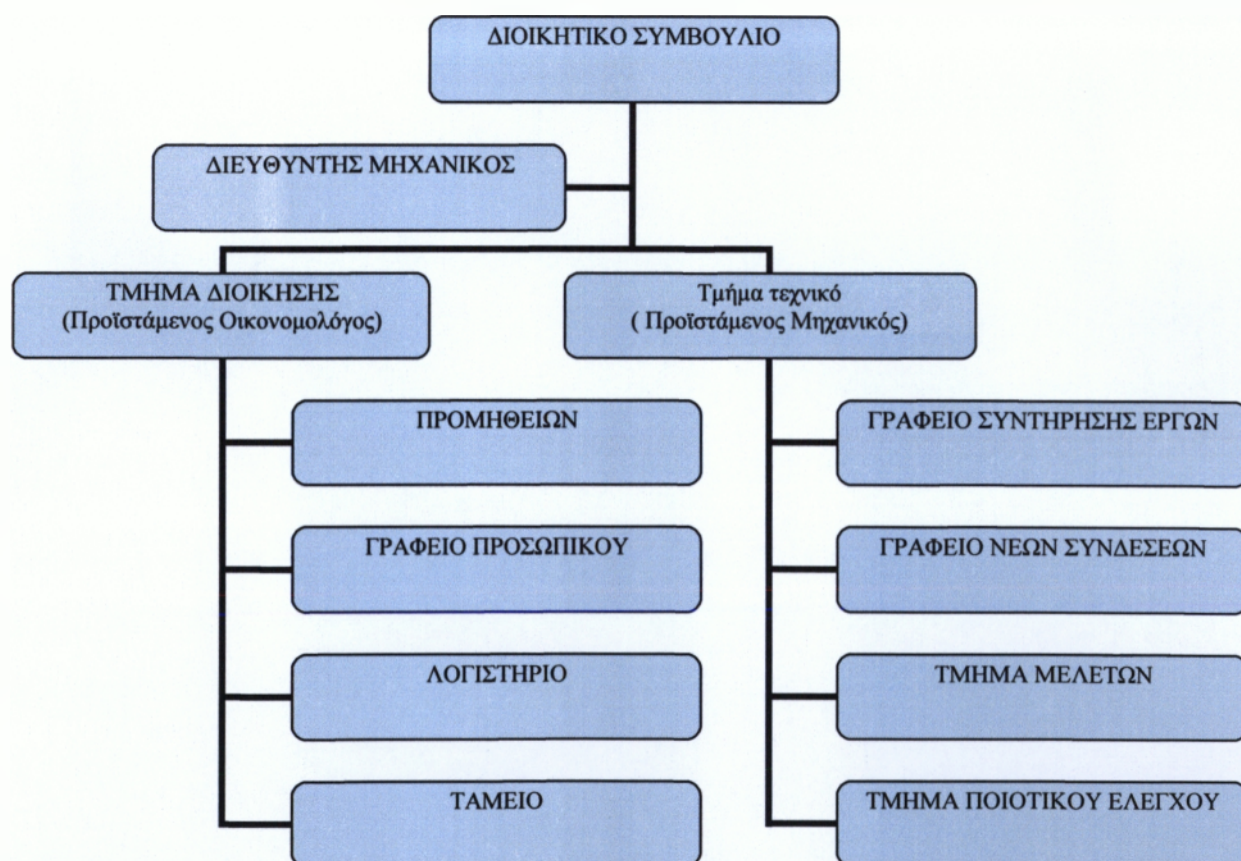 ΔΙΟΙΚΗΤΙΚΟ ΣΥΜΒΟΥΛΙΟ
ΔΙΕΥΘΥΝΤΗΣ ΜΗΧΑΝΙΚΟΣ
ΤΜΗΜΑ ΔΙΟΙΚΗΣΗΣ
(Προϊστάμενος Οικονομολόγος)
Τμήμα τεχνικό
( Προϊστάμενος Μηχανικός)
ΠΡΟΜΗΘΕΙΩΝ
ΓΡΑΦΕΙΟ ΠΡΟΣΩΠΙΚΟΥ
ΛΟΓΙΣΤΗΡΙΟ
ΤΑΜΕΙΟ
ΓΡΑΦΕΙΟ ΣΥΝΤΗΡΗΣΗΣ ΕΡΓΩΝ
ΓΡΑΦΕΙΟ ΝΕΩΝ ΣΥΝΔΕΣΕΩΝ
ΤΜΗΜΑ ΜΕΛΕΤΩΝ
ΤΜΗΜΑ ΠΟΙΟΤΙΚΟΥ ΕΛΕΓΧΟΥ